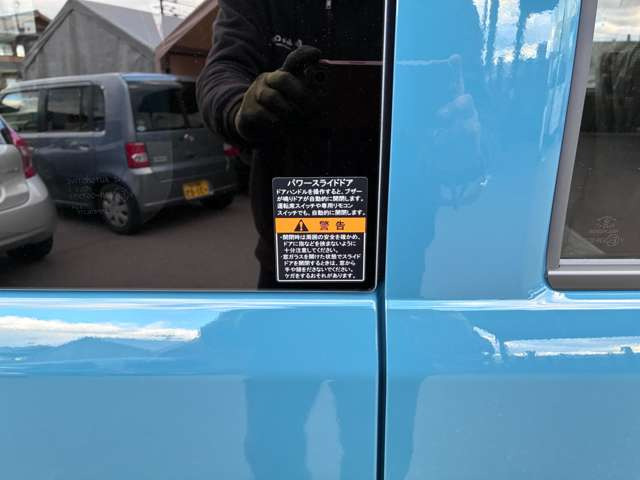 パワースライドドア
ドアハンドルを操作すると、ブザー
が鳴りドアが自動的に開閉します。
運転席スイッチや専用リモコン
スイッチでも、自動的に開閉します。
警告
・開閉時は周囲の安全を確かめ、
ドアに指などを挟まないように
十分注意してください。
・窓ガラスを開けた状態でスライド
ドアを開閉するときは、窓から
手や頭をださないでください。
ケガをするおそれがあります。